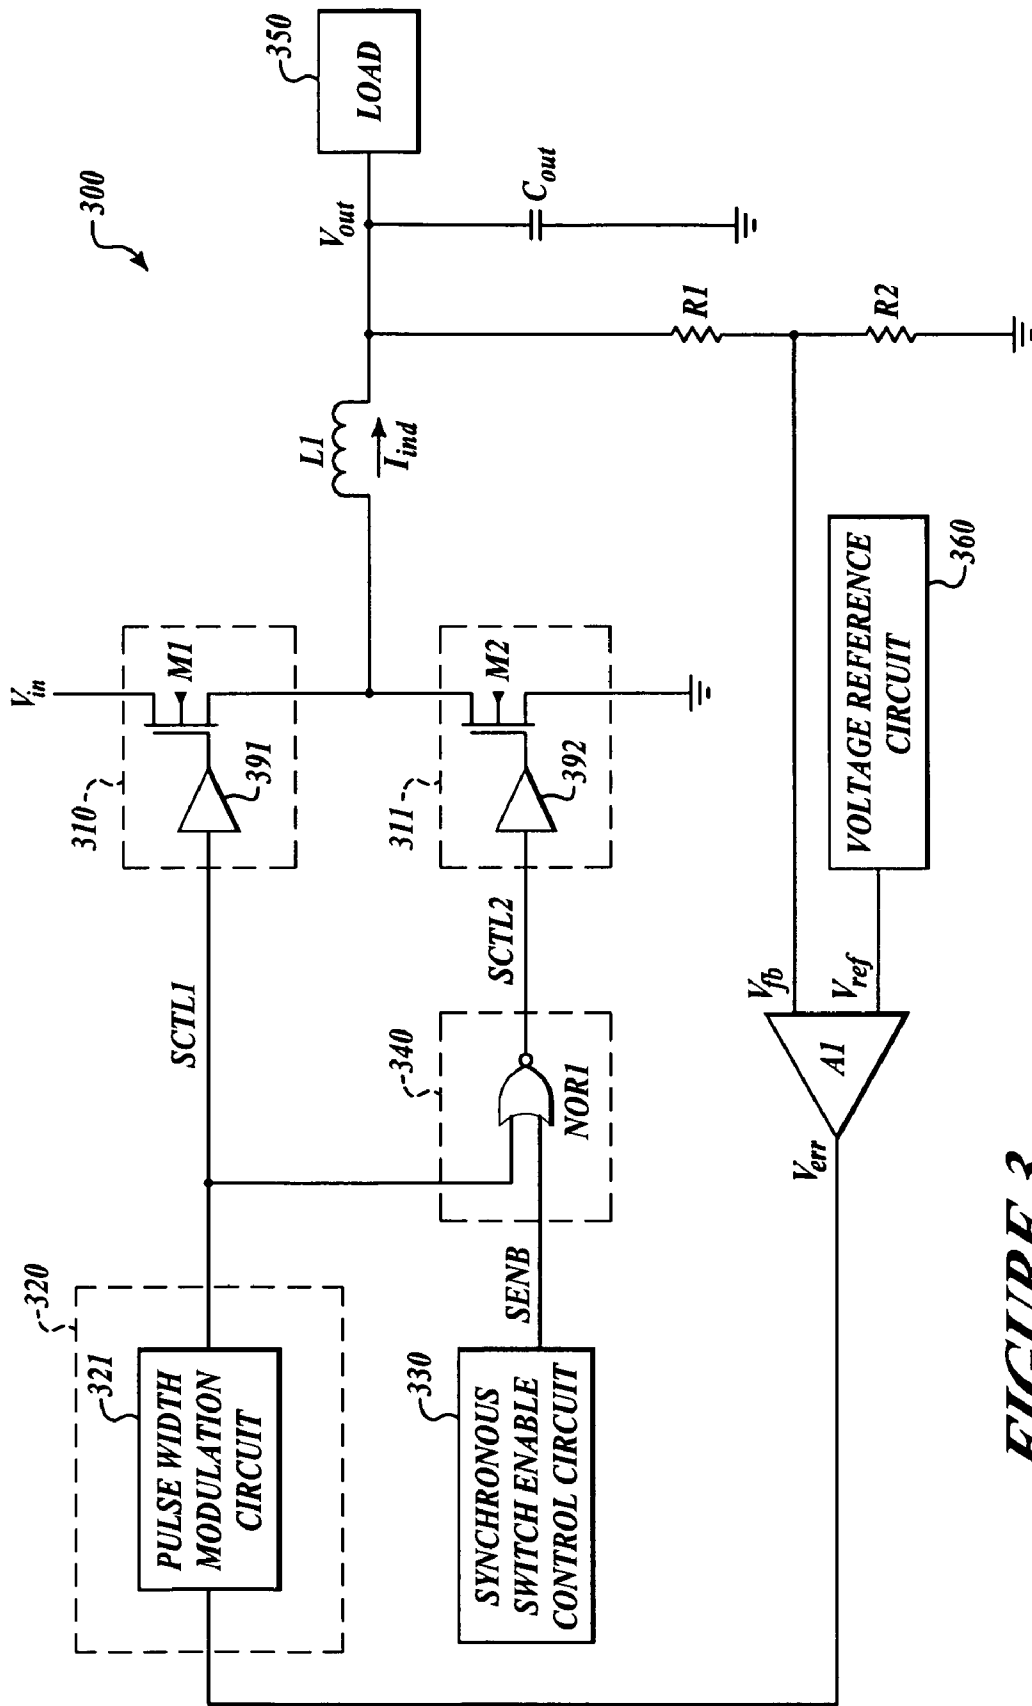 300
350
LOAD
V_out
C_out
L1
I_ind
R1
R2
V_in
M1
310
391
M2
311
392
SCTL1
SCTL2
340
NOR1
SENB
320
321
PULSE WIDTH
MODULATION
CIRCUIT
330
SYNCHRONOUS
SWITCH ENABLE
CONTROL CIRCUIT
V_fb
V_ref
A1
V_err
VOLTAGE REFERENCE
CIRCUIT
360
FIGURE 3